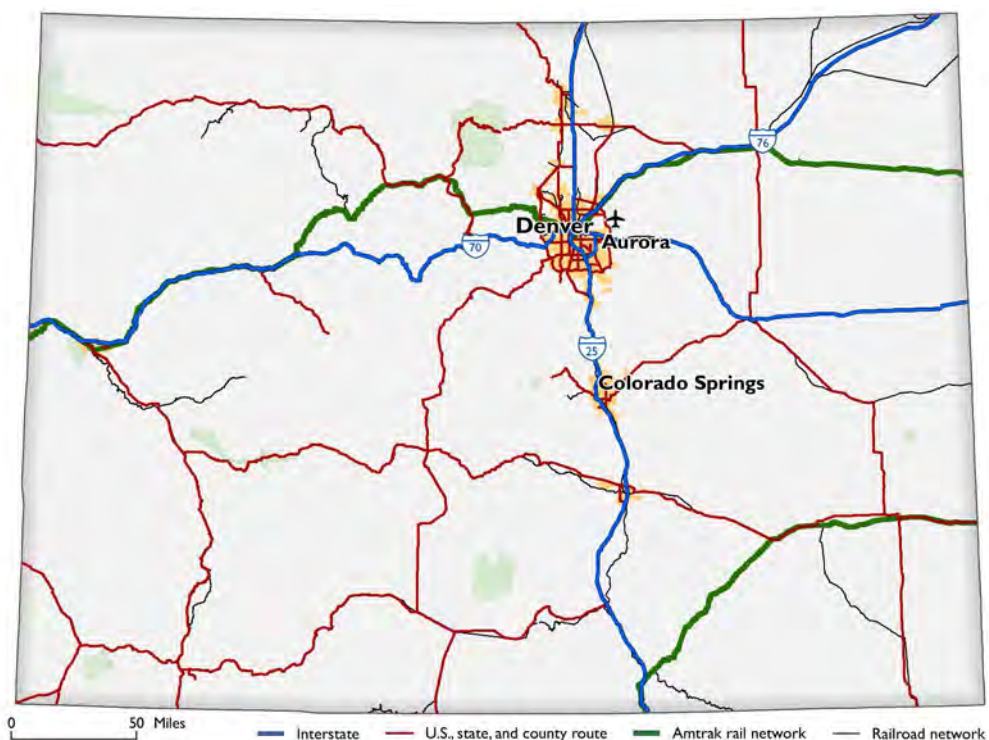 76
Denver
Aurora
70
25
Colorado Springs
0 50 Miles
Interstate U.S., state, and county route Amtrak rail network Railroad network